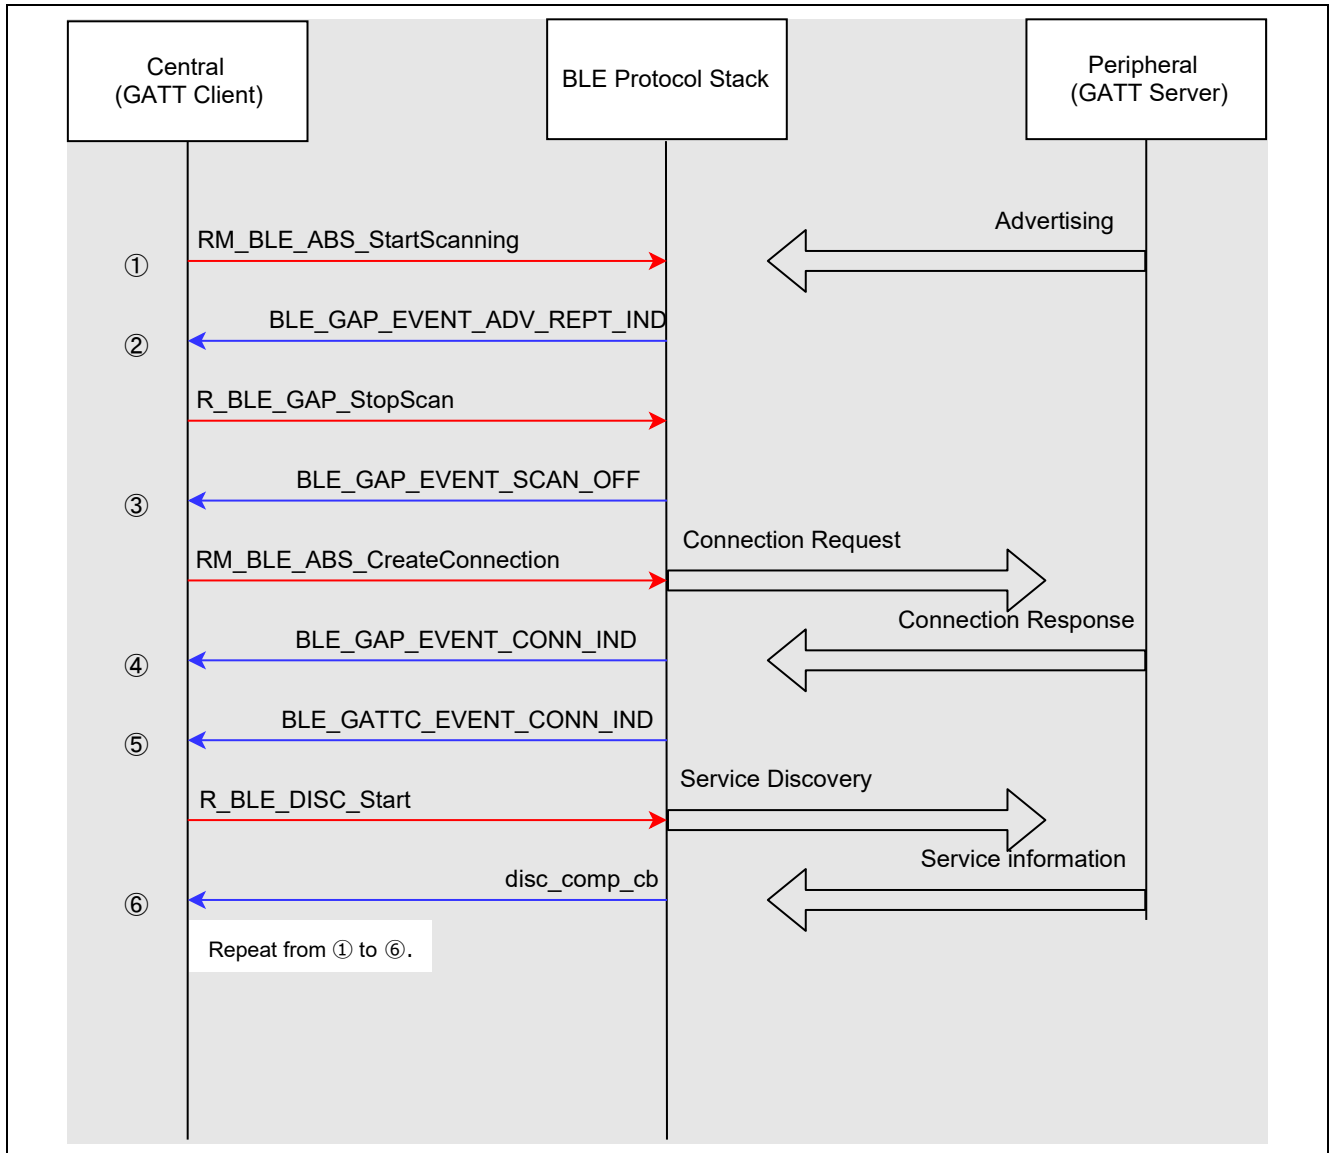 Central
(GATT Client)
BLE Protocol Stack
Peripheral
(GATT Server)
Advertising
RM_BLE_ABS_StartScanning
①
BLE_GAP_EVENT_ADV_REPT_IND
②
R_BLE_GAP_StopScan
BLE_GAP_EVENT_SCAN_OFF
③
Connection Request
RM_BLE_ABS_CreateConnection
Connection Response
BLE_GAP_EVENT_CONN_IND
④
BLE_GATTC_EVENT_CONN_IND
⑤
Service Discovery
R_BLE_DISC_Start
Service information
disc_comp_cb
⑥
Repeat from ① to ⑥.